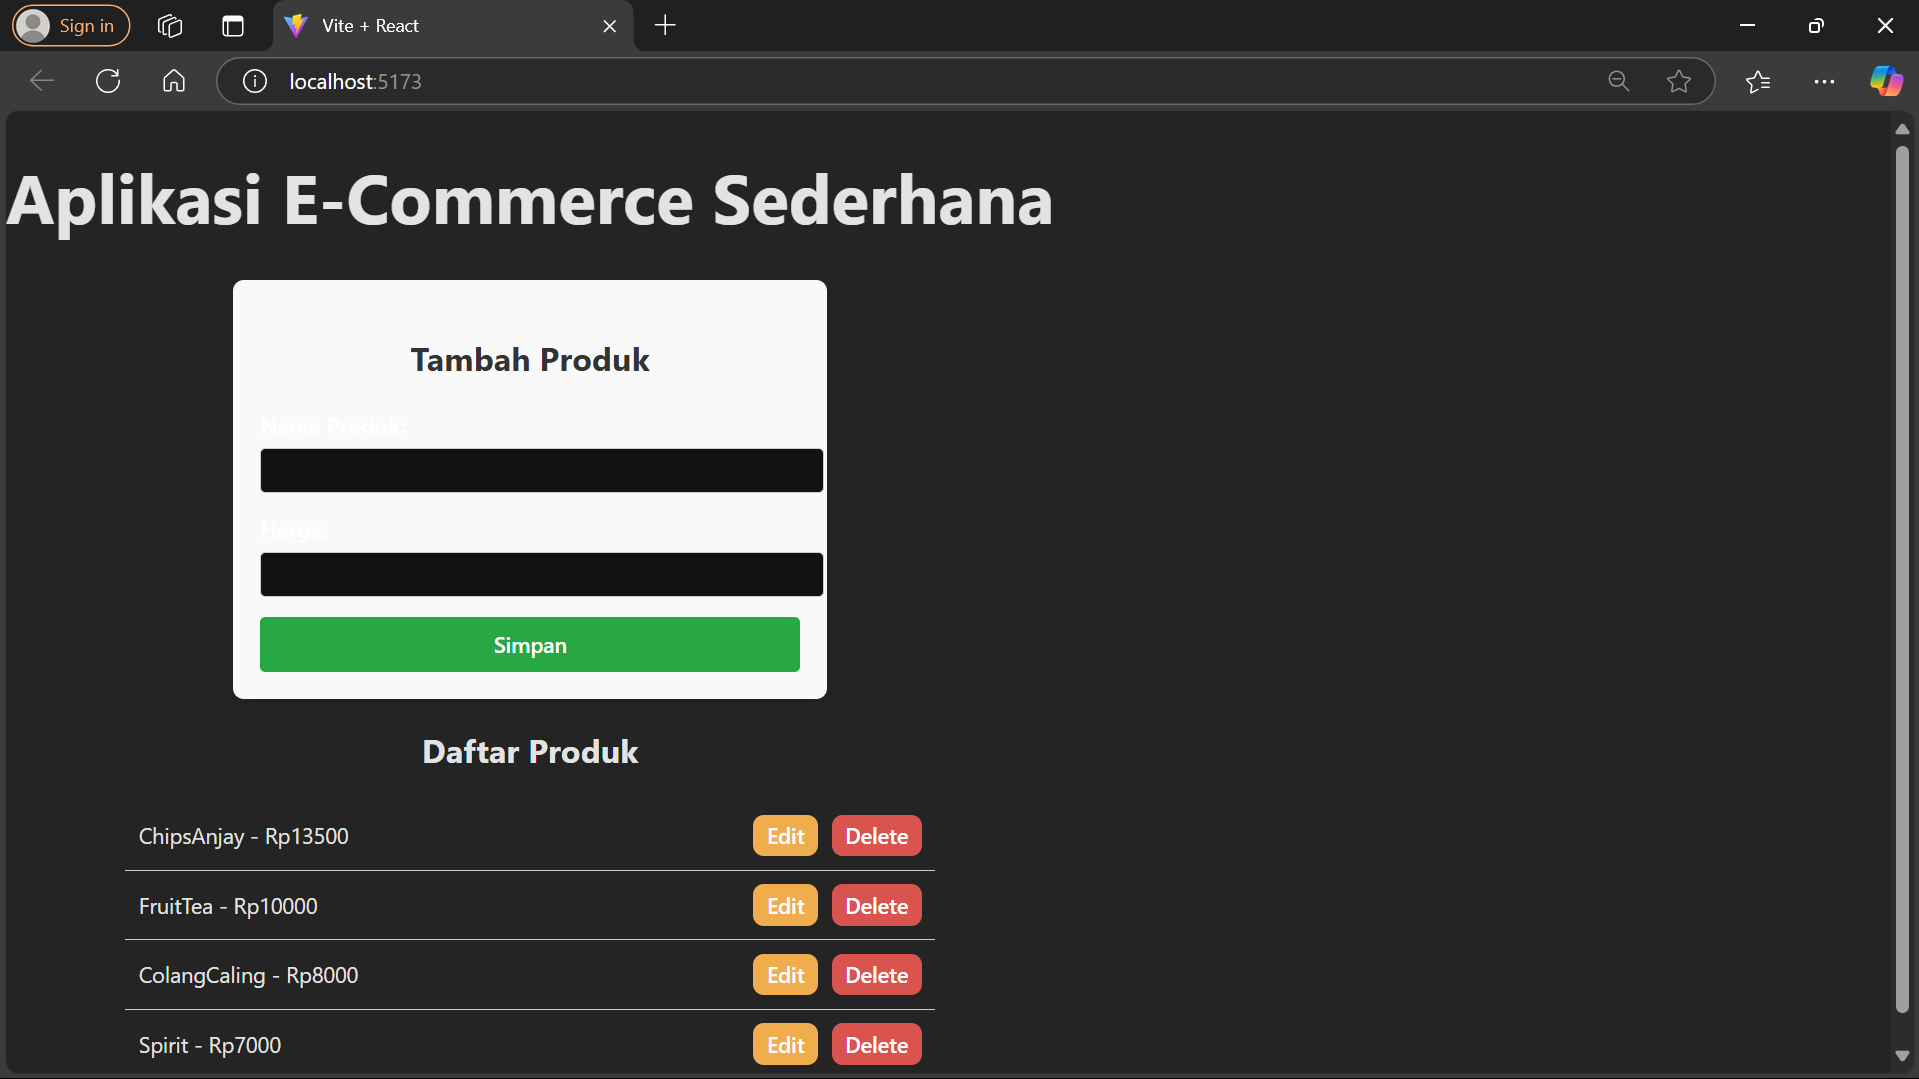 Sign in
Vite + React
localhost:5173
Aplikasi E-Commerce Sederhana
Tambah Produk
Nama Produk:
Harga:
Simpan
Daftar Produk
ChipsAnjay - Rp13500 Edit Delete
FruitTea - Rp10000 Edit Delete
ColangCaling - Rp8000 Edit Delete
Spirit - Rp7000 Edit Delete